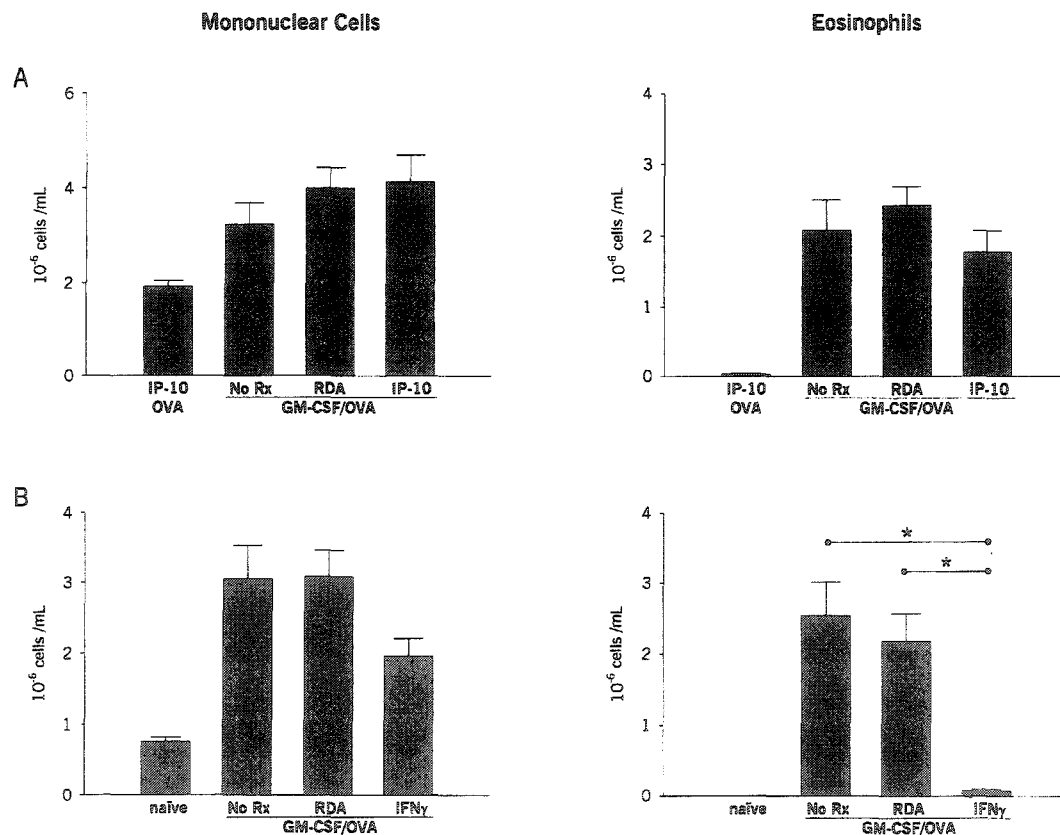 Mononuclear Cells
Eosinophils
A
6
4
2
0
10⁻⁶ cells /mL
IP-10 No Rx RDA IP-10
OVA GM-CSF/OVA
4
3
2
1
0
10⁻⁶ cells /mL
IP-10 No Rx RDA IP-10
OVA GM-CSF/OVA
B
4
3
2
1
0
10⁻⁶ cells /mL
naïve No Rx RDA IFNγ
GM-CSF/OVA
4
3
2
1
0
10⁻⁶ cells /mL
*
*
naïve No Rx RDA IFNγ
GM-CSF/OVA